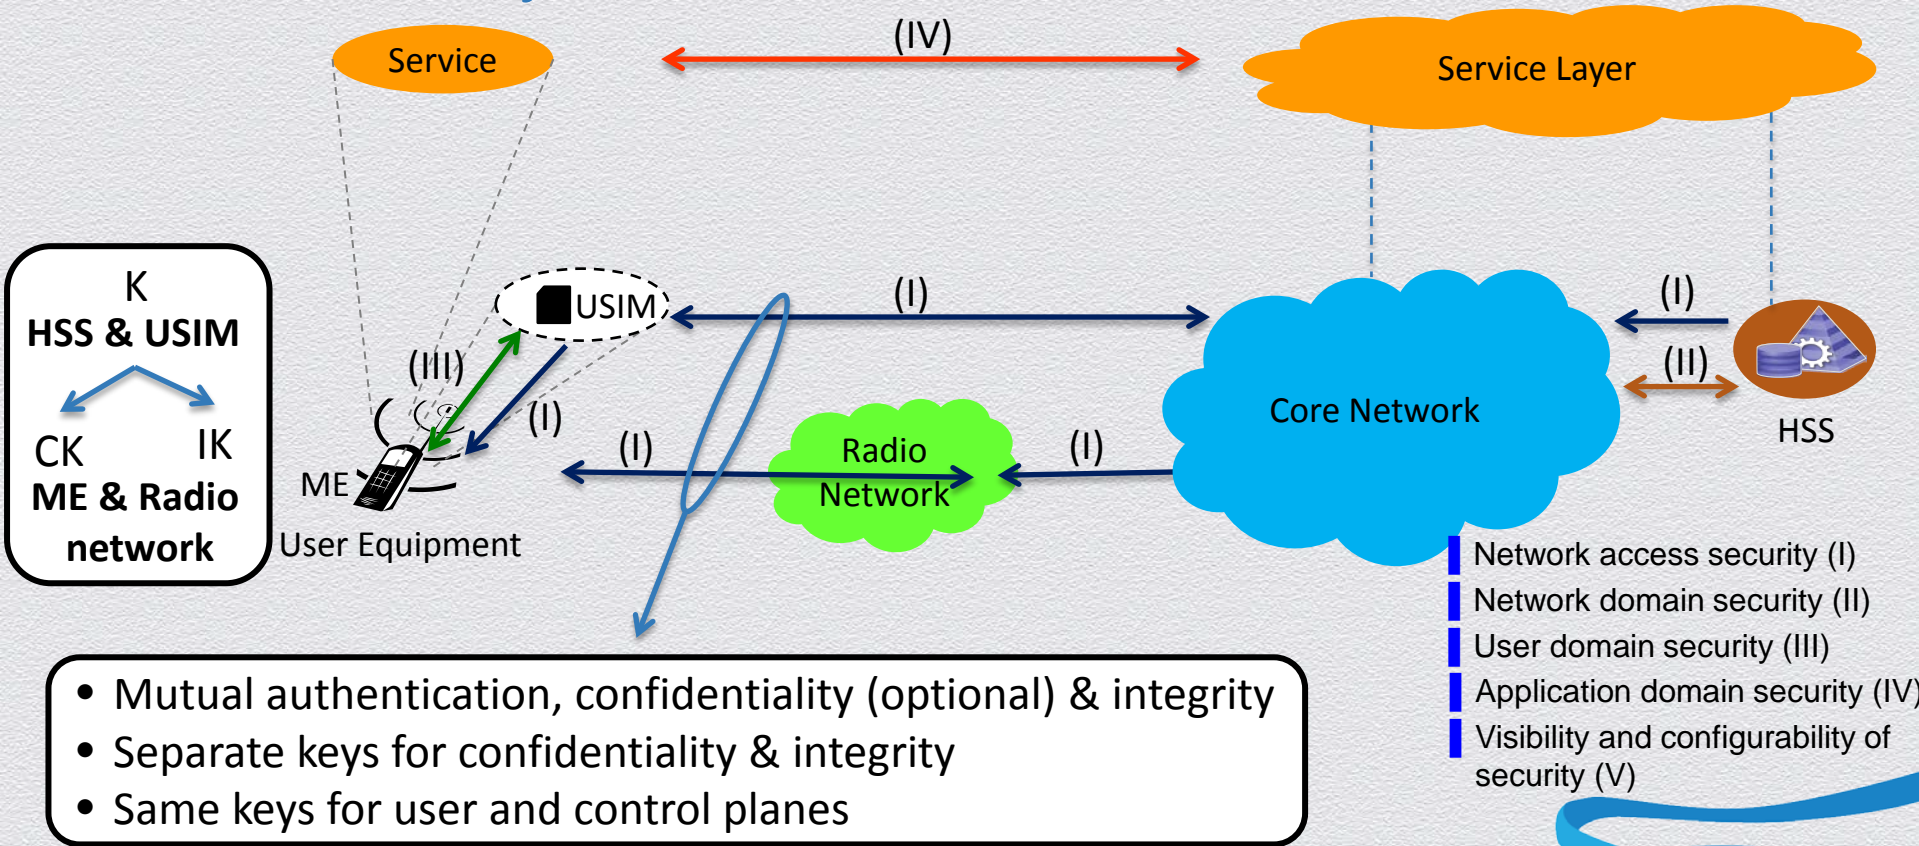 Service
(IV)
Service Layer
K
HSS & USIM
CK
IK
ME & Radio
network
USIM
(III)
(I)
(I)
(I)
(II)
HSS
Core Network
ME
User Equipment
(I)
Radio
Network
(I)
Network access security (I)
Network domain security (II)
User domain security (III)
Application domain security (IV)
Visibility and configurability of
security (V)
• Mutual authentication, confidentiality (optional) & integrity
• Separate keys for confidentiality & integrity
• Same keys for user and control planes